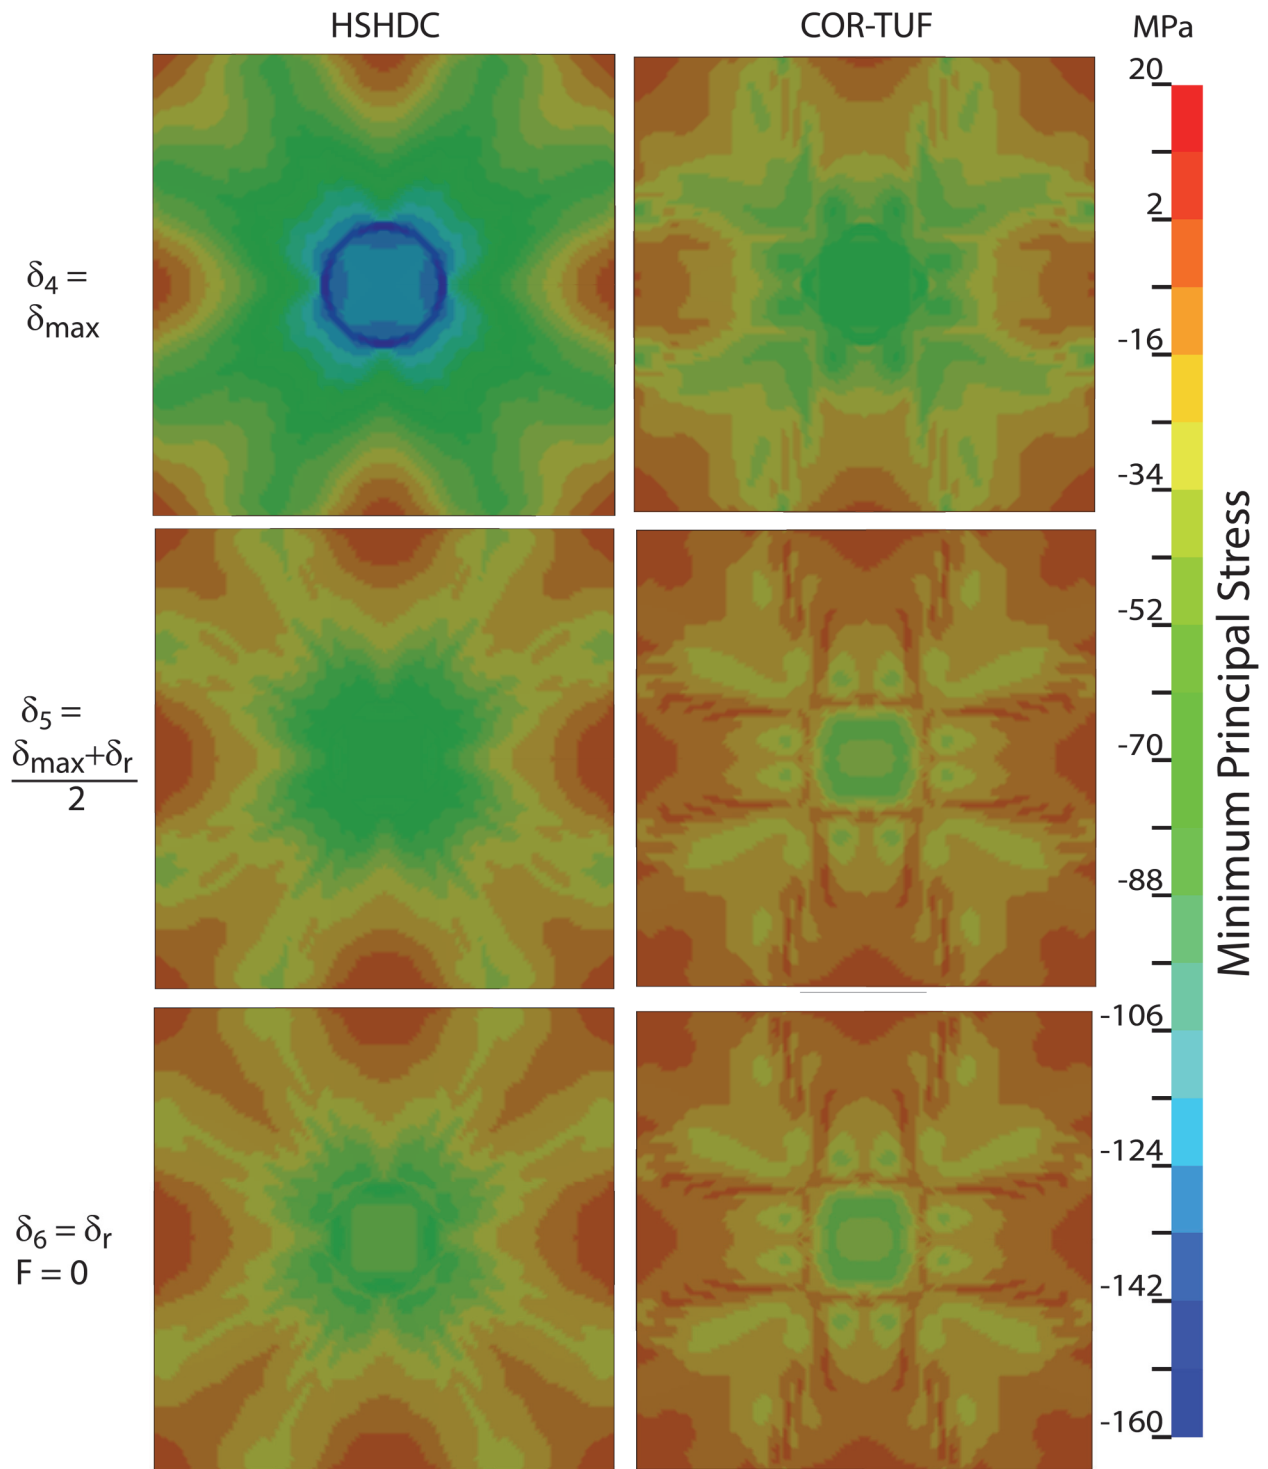 HSHDC
COR-TUF
MPa
20
2
-16
-34
-52
-70
-88
-106
-124
-142
-160
Minimum Principal Stress
δ4 =
δmax
δ5 =
δmax+δr
2
δ6 = δr
F = 0